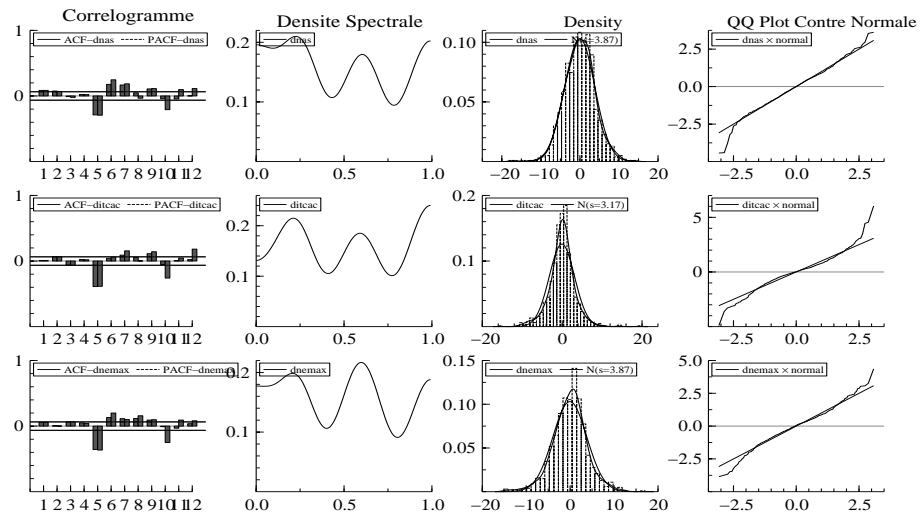 Correlogramme
Densite Spectrale
Density
QQ Plot Contre Normale
1
0
ACF−dnas PACF−dnas
1 2 3 4 5 6 7 8 9 10 11 12
0.2
0.1
dnas
0.0 0.5 1.0
0.10
0.05
N(s=3.87)
−20 −10 0 10 20
2.5
0.0
−2.5
dnas × normal
−2.5 0.0 2.5
1
0
ACF−ditcac PACF−ditcac
1 2 3 4 5 6 7 8 9 10 11 12
0.2
0.1
ditcac
0.0 0.5 1.0
0.2
0.1
ditcac N(s=3.17)
−20 0 20
5
0
ditcac × normal
−2.5 0.0 2.5
1
0
ACF−dnemax PACF−dnemax
1 2 3 4 5 6 7 8 9 10 11 12
0.2
0.1
dnemax
0.0 0.5 1.0
0.15
0.10
0.05
dnemax N(s=3.87)
−20 −10 0 10 20
5.0
2.5
0.0
−2.5
dnemax × normal
−2.5 0.0 2.5